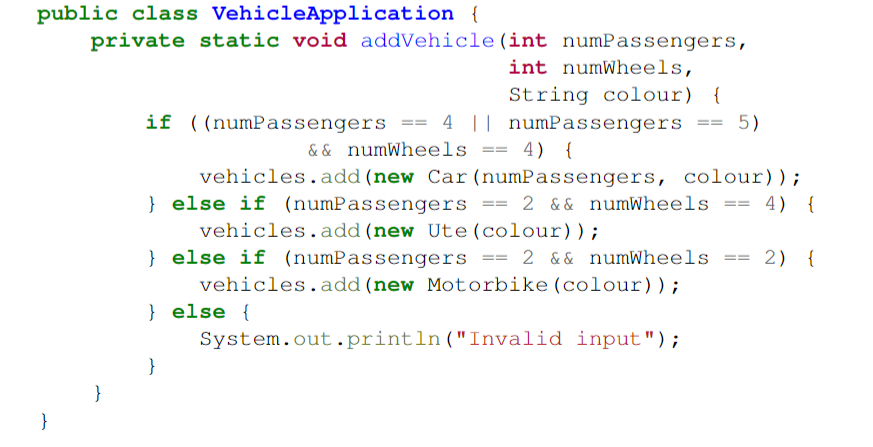 public class VehicleApplication {
    private static void addVehicle(int numPassengers,
                                   int numWheels,
                                   String colour) {
        if ((numPassengers == 4 || numPassengers == 5)
                && numWheels == 4) {
            vehicles.add(new Car(numPassengers, colour));
        } else if (numPassengers == 2 && numWheels == 4) {
            vehicles.add(new Ute(colour));
        } else if (numPassengers == 2 && numWheels == 2) {
            vehicles.add(new Motorbike(colour));
        } else {
            System.out.println("Invalid input");
        }
    }
}